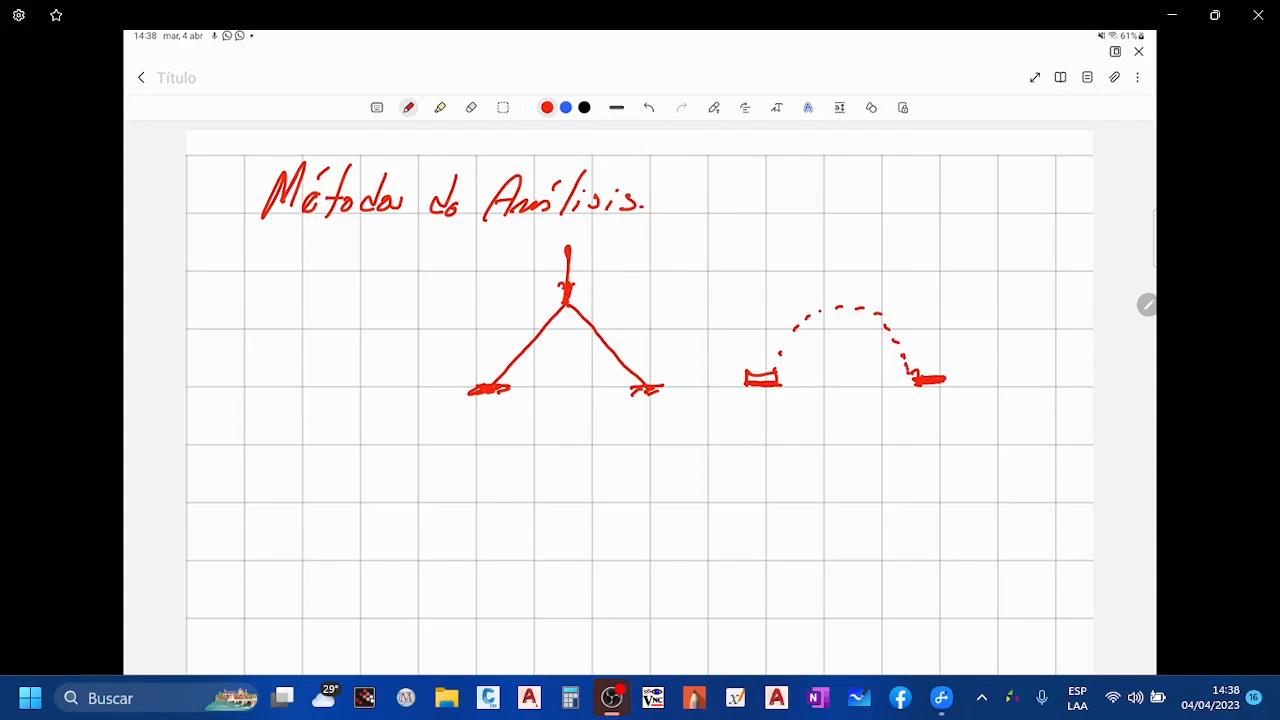 14:38 mar, 4 abr
61%
Título
Métodos de Análisis.
Buscar
29°
ESP
LAA
14:38
04/04/2023
16